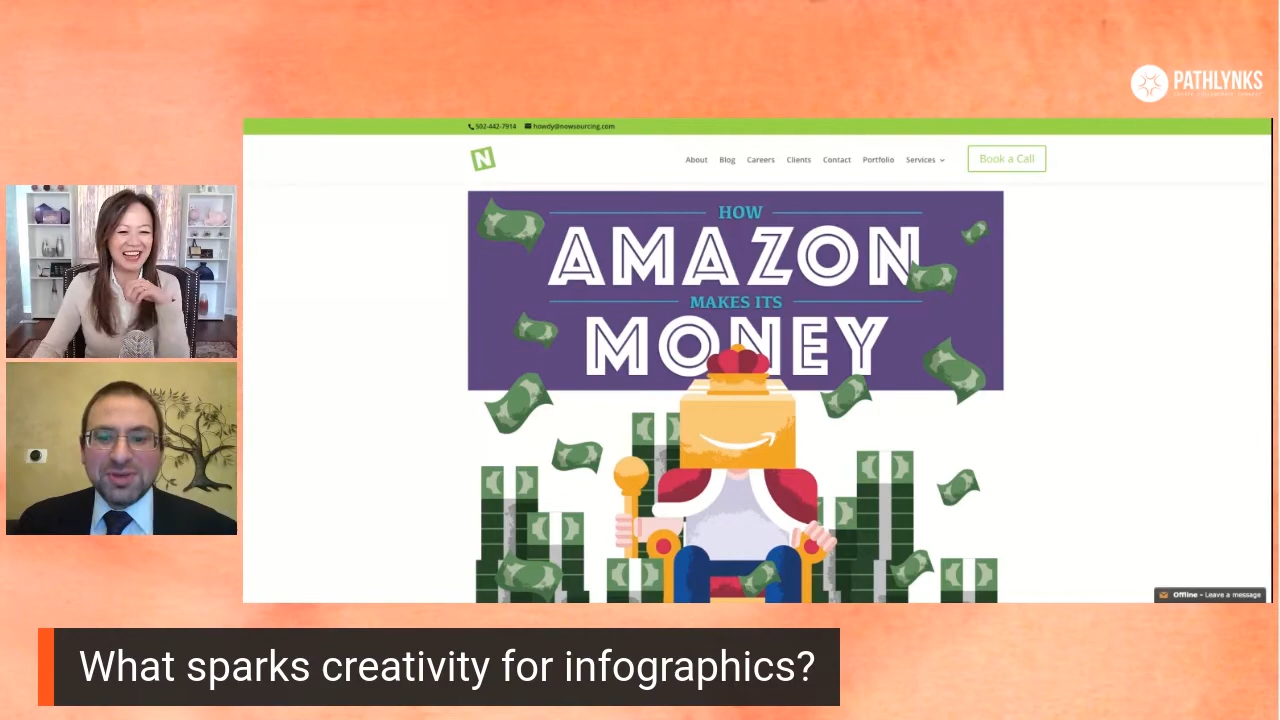 PATHLYNKS
502-442-7914 howdy@nowsourcing.com
N
About Blog Careers Clients Contact Portfolio Services Book a Call
HOW
AMAZON
MAKES ITS
MONEY
Offline - Leave a message
What sparks creativity for infographics?